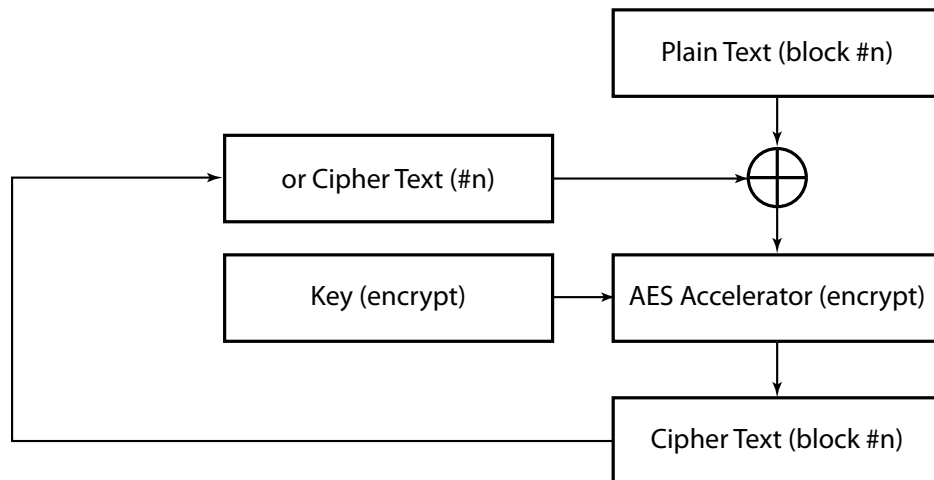 Plain Text (block #n)
or Cipher Text (#n)
Key (encrypt)
AES Accelerator (encrypt)
Cipher Text (block #n)